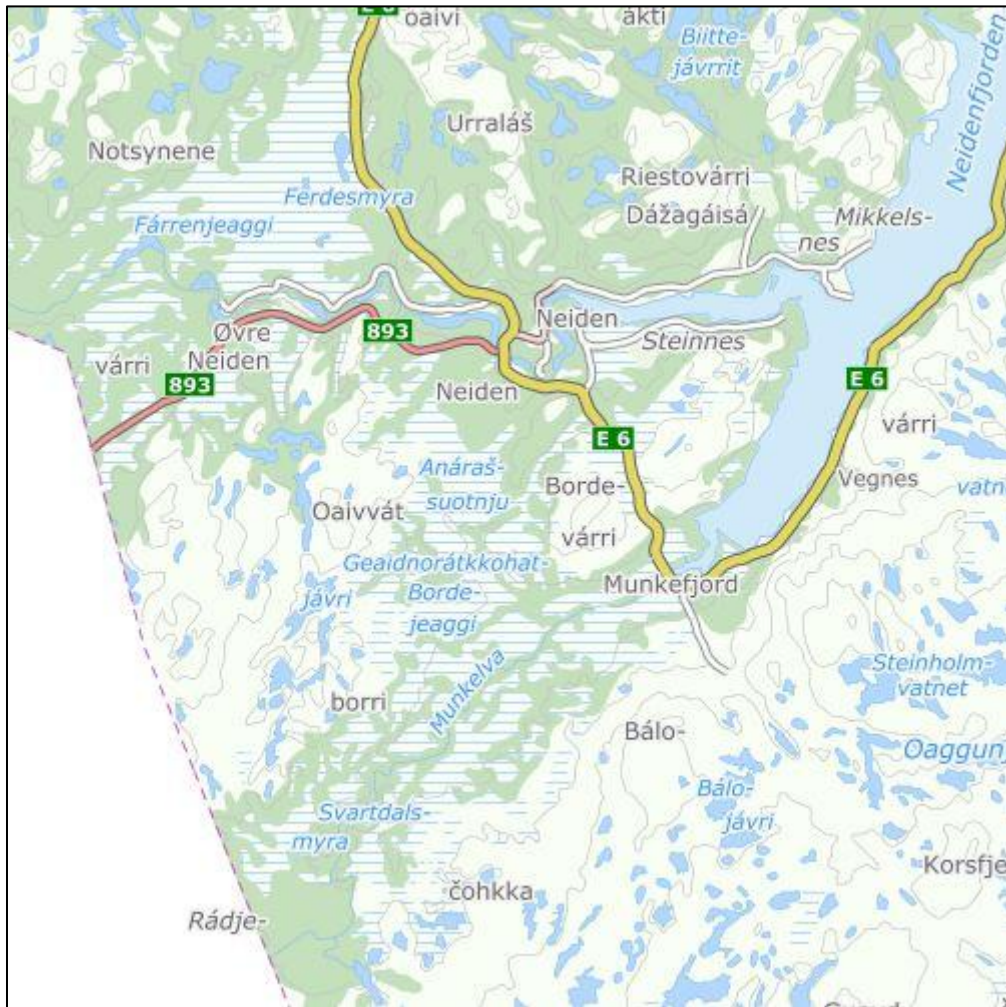 E 6
oaivi
ákti
Biitte-
jávrrit
Neidenfjorden
Urraláš
Notsynene
Riestovárri
Ferdesmyra
Dážagáisá
Mikkels-
nes
Fárrenjeaggi
Øvre
Neiden
893
Neiden
Steinnes
várri
893
Neiden
E 6
E 6
várri
Anáraš-
suotnju
Borde-
Vegnes
vatn
Oaivvát
várri
Geaidnorátkkohat-
Borde-
jeaggi
jávri
Munkefjord
Munkelva
Steinholm-
vatnet
borri
Bálo-
Oaggunj
Bálo-
jávri
Svartdals-
myra
Korsfje
čohkka
Rádje-